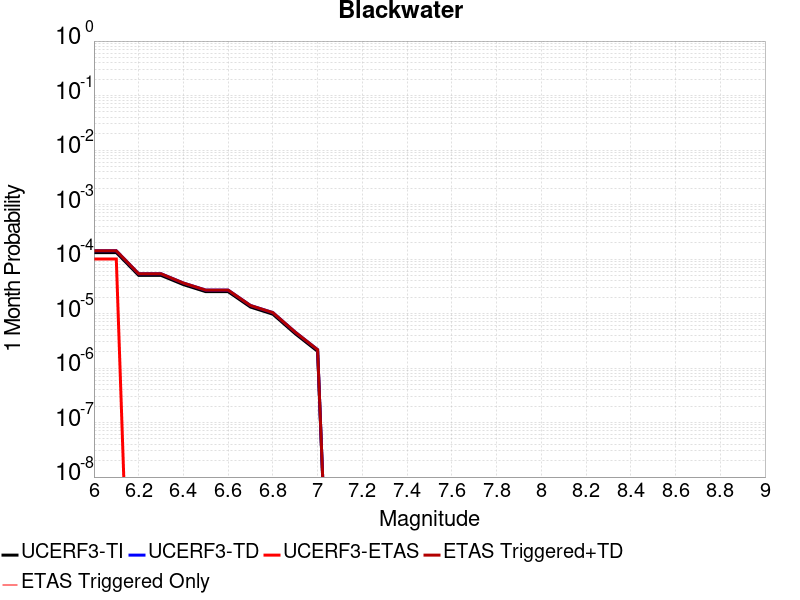 Blackwater
10^0
10^-1
10^-2
10^-3
10^-4
10^-5
10^-6
10^-7
10^-8
1 Month Probability
6 6.2 6.4 6.6 6.8 7 7.2 7.4 7.6 7.8 8 8.2 8.4 8.6 8.8 9
Magnitude
UCERF3-TI UCERF3-TD UCERF3-ETAS ETAS Triggered+TD
ETAS Triggered Only